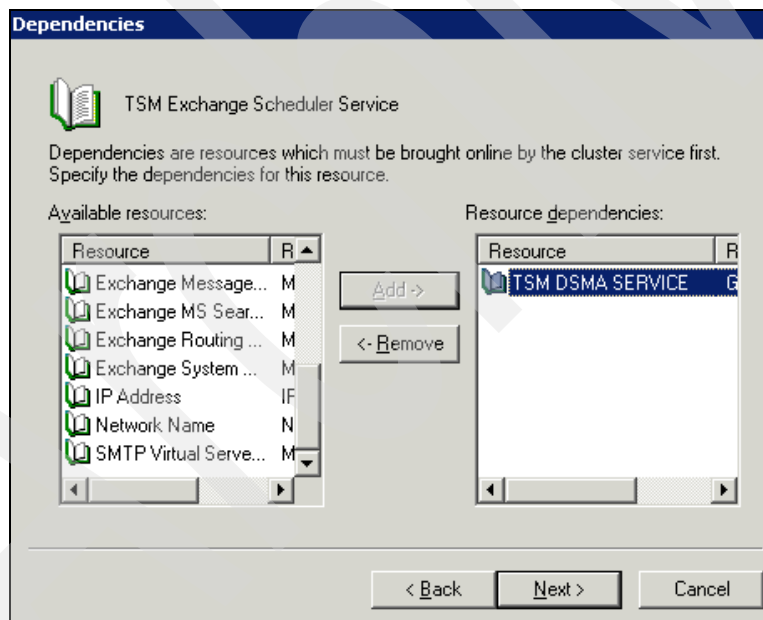 Dependencies
TSM Exchange Scheduler Service
Dependencies are resources which must be brought online by the cluster service first.
Specify the dependencies for this resource.
Available resources:
Resource R
Exchange Message... M
Exchange MS Sear... M
Exchange Routing ... M
Exchange System ... M
IP Address IF
Network Name N
SMTP Virtual Serve... M
Add ->
<- Remove
Resource dependencies:
Resource R
TSM DSMA SERVICE G
< Back
Next >
Cancel